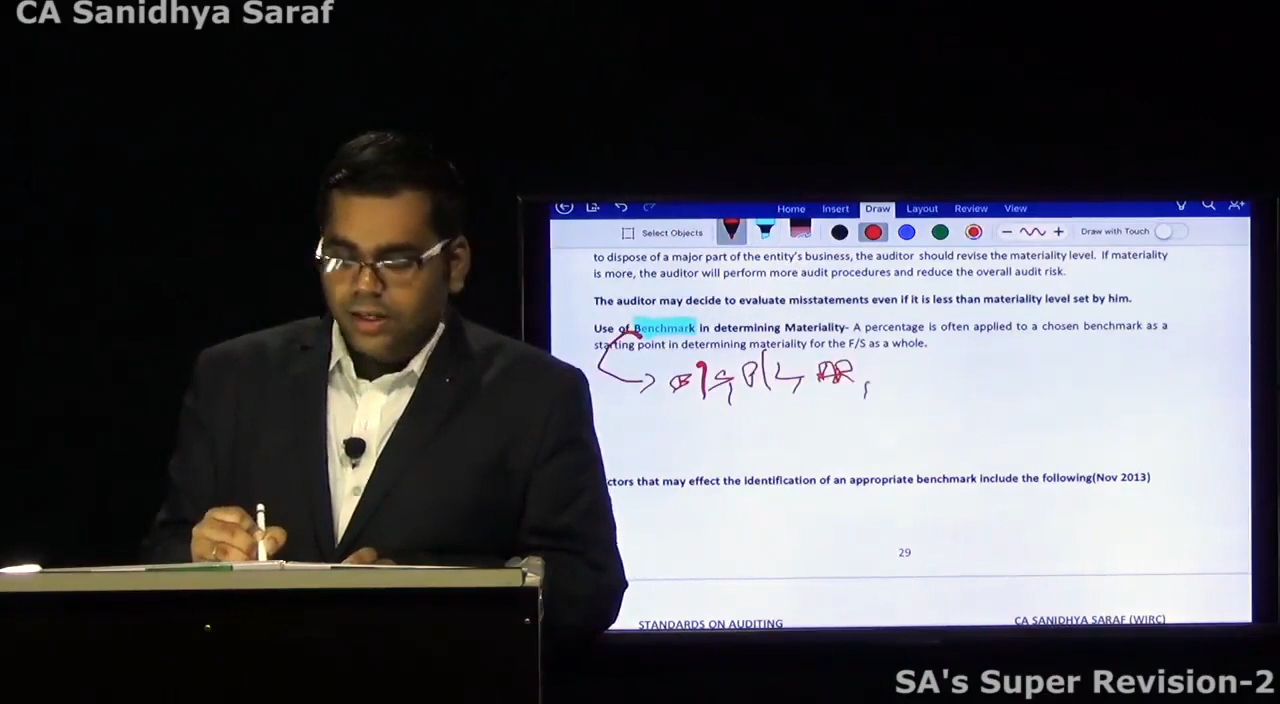 CA Sanidhya Saraf
Home Insert Draw Layout Review View
Select Objects Draw with Touch
to dispose of a major part of the entity's business, the auditor should revise the materiality level. If materiality
is more, the auditor will perform more audit procedures and reduce the overall audit risk.
The auditor may decide to evaluate misstatements even if it is less than materiality level set by him.
Use of Benchmark in determining Materiality- A percentage is often applied to a chosen benchmark as a
starting point in determining materiality for the F/S as a whole.
ctors that may effect the identification of an appropriate benchmark include the following(Nov 2013)
29
STANDARDS ON AUDITING CA SANIDHYA SARAF (WIRC)
SA's Super Revision-2